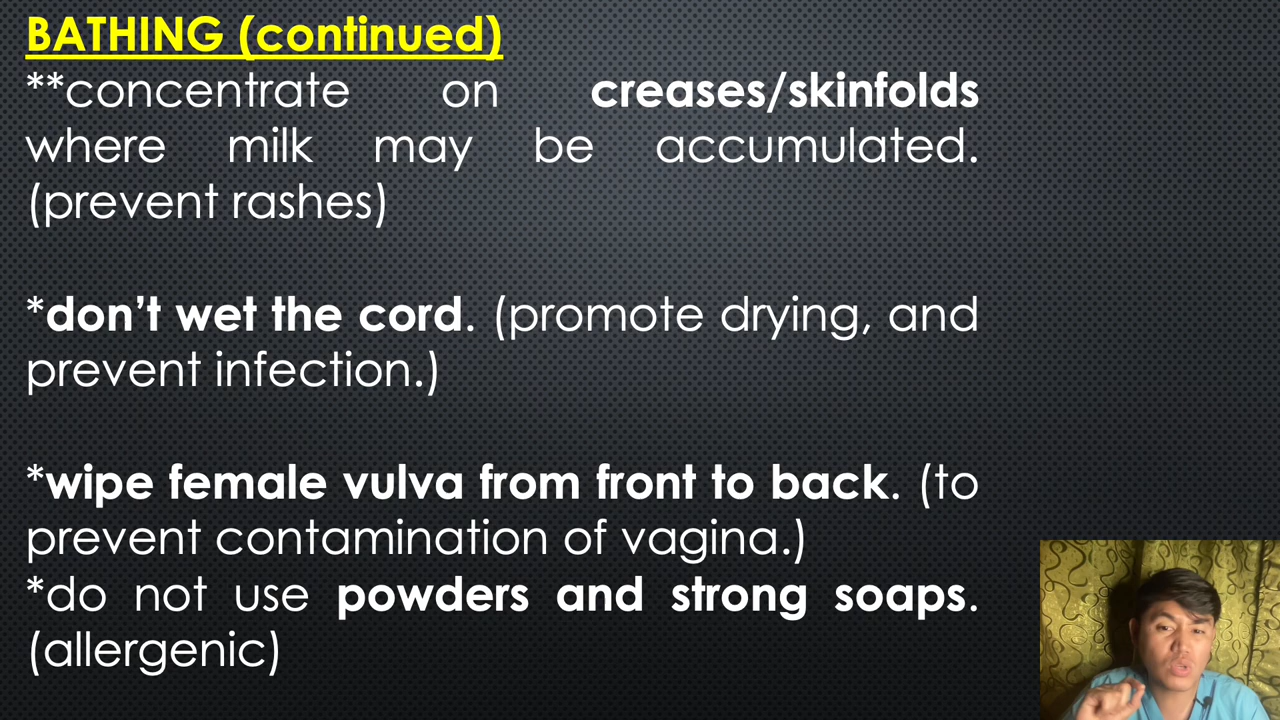 BATHING (continued)
**concentrate on creases/skinfolds
where milk may be accumulated.
(prevent rashes)
*don’t wet the cord. (promote drying, and
prevent infection.)
*wipe female vulva from front to back. (to
prevent contamination of vagina.)
*do not use powders and strong soaps.
(allergenic)